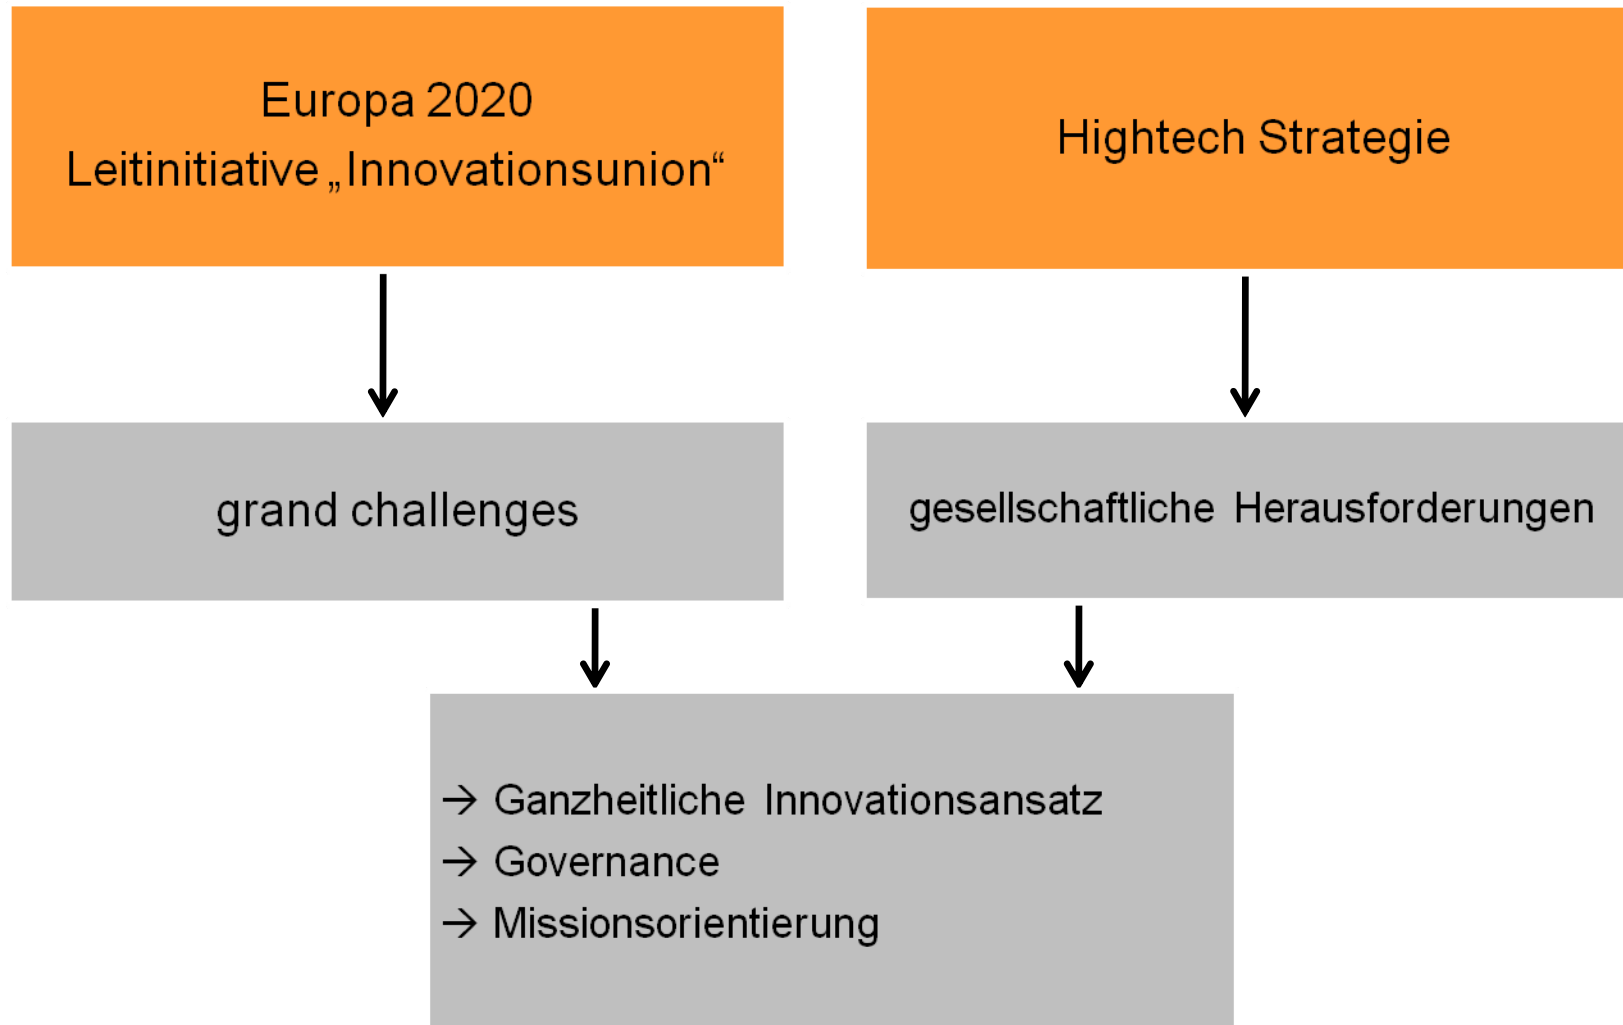 Europa 2020
Leitinitiative „Innovationsunion“
Hightech Strategie
grand challenges
gesellschaftliche Herausforderungen
→ Ganzheitliche Innovationsansatz
→ Governance
→ Missionsorientierung